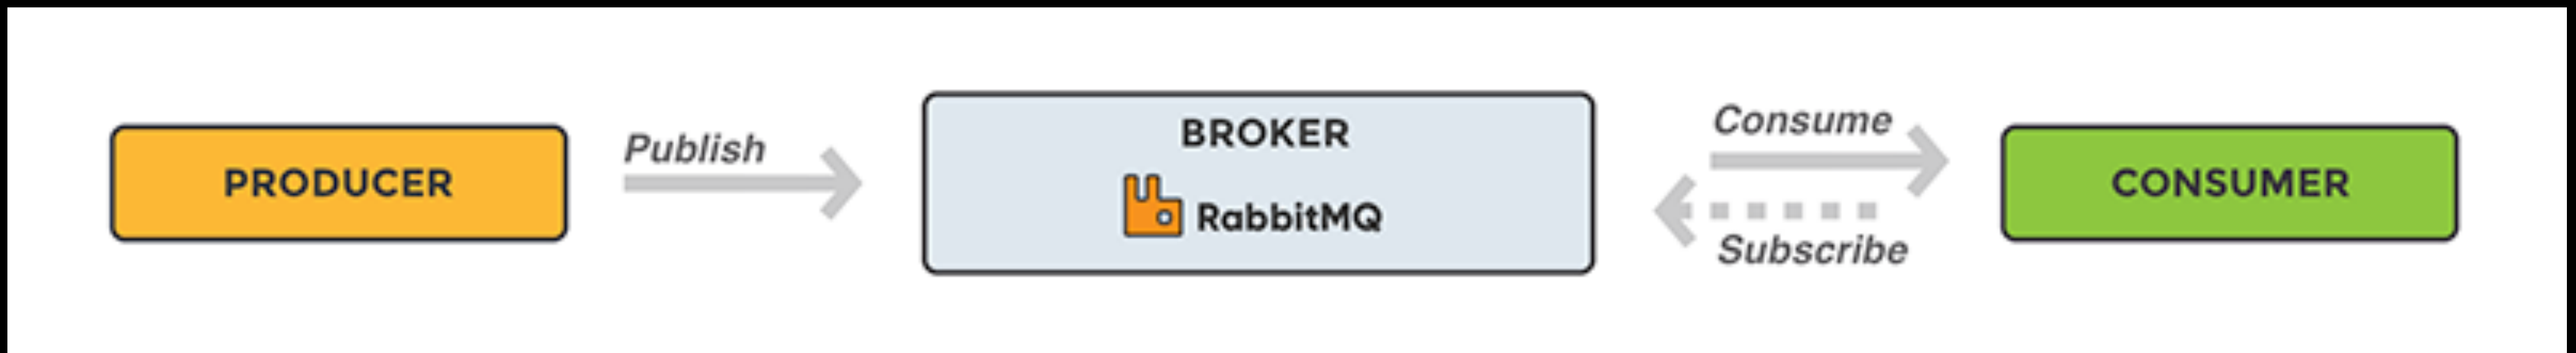 PRODUCER
Publish
BROKER
RabbitMQ
Consume
Subscribe
CONSUMER